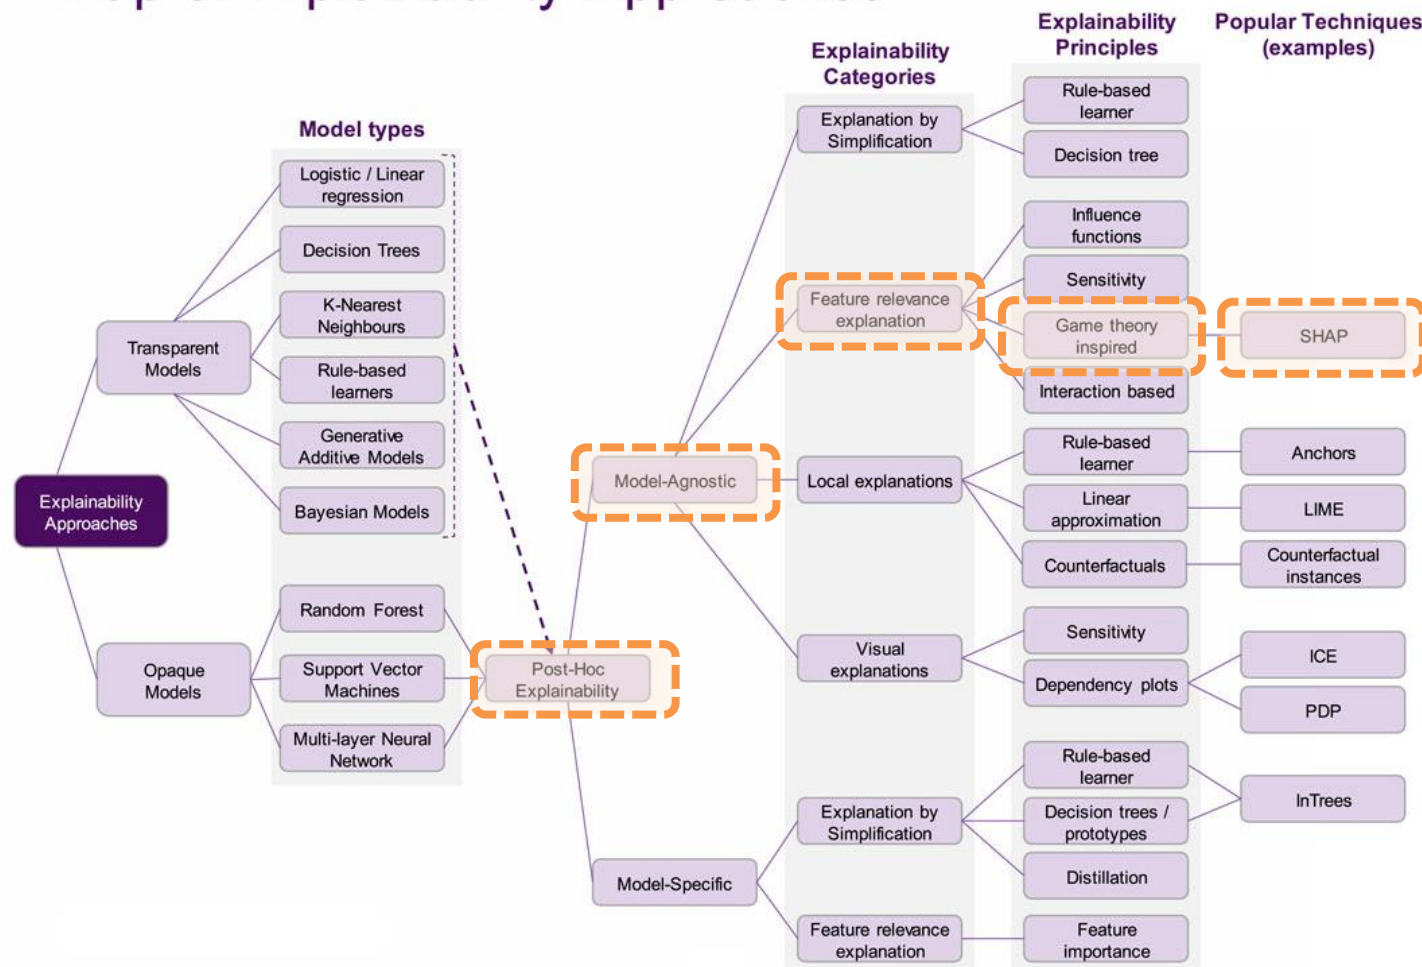 Explainability
Categories
Explainability
Principles
Popular Techniques
(examples)
Model types
Explainability
Approaches
Transparent
Models
Opaque
Models
Logistic / Linear
regression
Decision Trees
K-Nearest
Neighbours
Rule-based
learners
Generative
Additive Models
Bayesian Models
Random Forest
Support Vector
Machines
Multi-layer Neural
Network
Post-Hoc
Explainability
Model-Agnostic
Model-Specific
Explanation by
Simplification
Rule-based
learner
Decision tree
Feature relevance
explanation
Influence
functions
Sensitivity
Game theory
inspired
SHAP
Interaction based
Local explanations
Rule-based
learner
Anchors
Linear
approximation
LIME
Counterfactuals
Counterfactual
instances
Visual
explanations
Sensitivity
Dependency plots
ICE
PDP
Explanation by
Simplification
Rule-based
learner
Decision trees /
prototypes
InTrees
Distillation
Feature relevance
explanation
Feature
importance